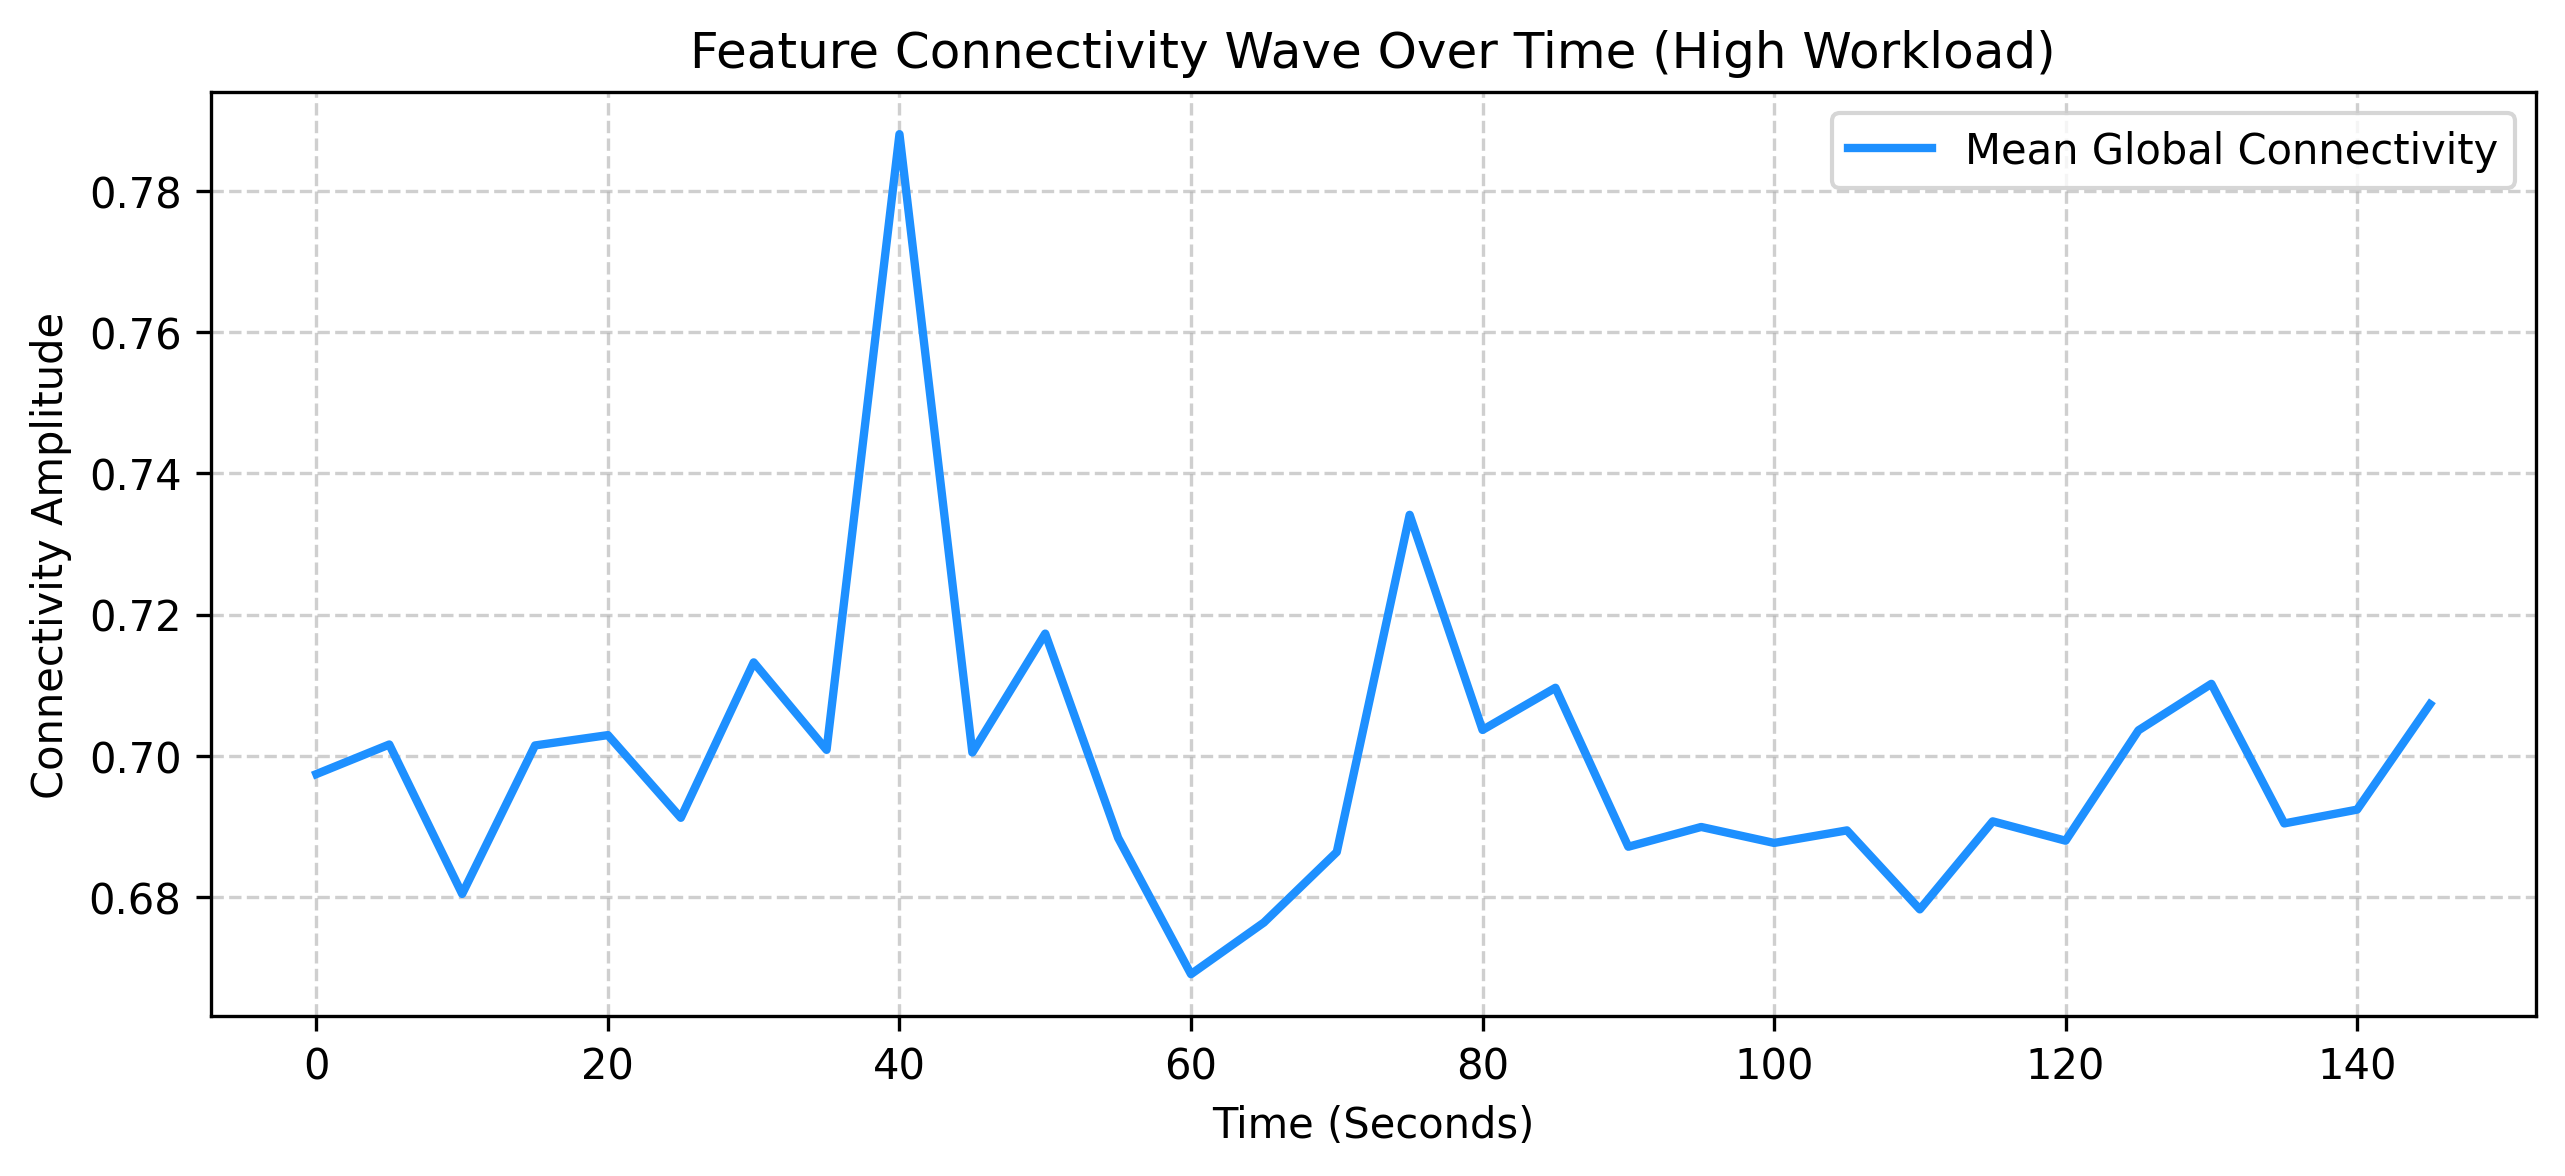 Feature Connectivity Wave Over Time (High Workload)
Mean Global Connectivity
Connectivity Amplitude
0.78
0.76
0.74
0.72
0.70
0.68
0 20 40 60 80 100 120 140
Time (Seconds)